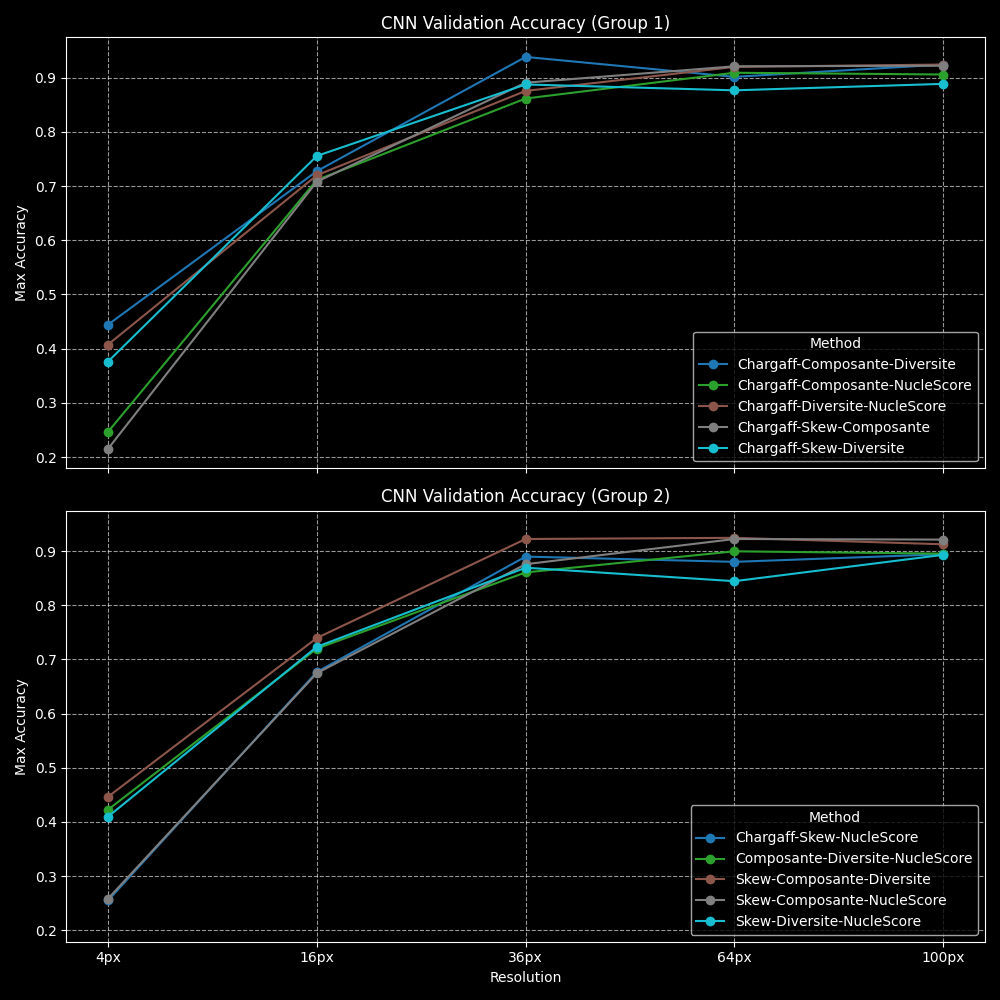 CNN Validation Accuracy (Group 1)
Max Accuracy
0.9
0.8
0.7
0.6
0.5
0.4
0.3
0.2
Method
Chargaff-Composante-Diversite
Chargaff-Composante-NucleScore
Chargaff-Diversite-NucleScore
Chargaff-Skew-Composante
Chargaff-Skew-Diversite
CNN Validation Accuracy (Group 2)
Max Accuracy
0.9
0.8
0.7
0.6
0.5
0.4
0.3
0.2
Method
Chargaff-Skew-NucleScore
Composante-Diversite-NucleScore
Skew-Composante-Diversite
Skew-Composante-NucleScore
Skew-Diversite-NucleScore
4px 16px 36px 64px 100px
Resolution